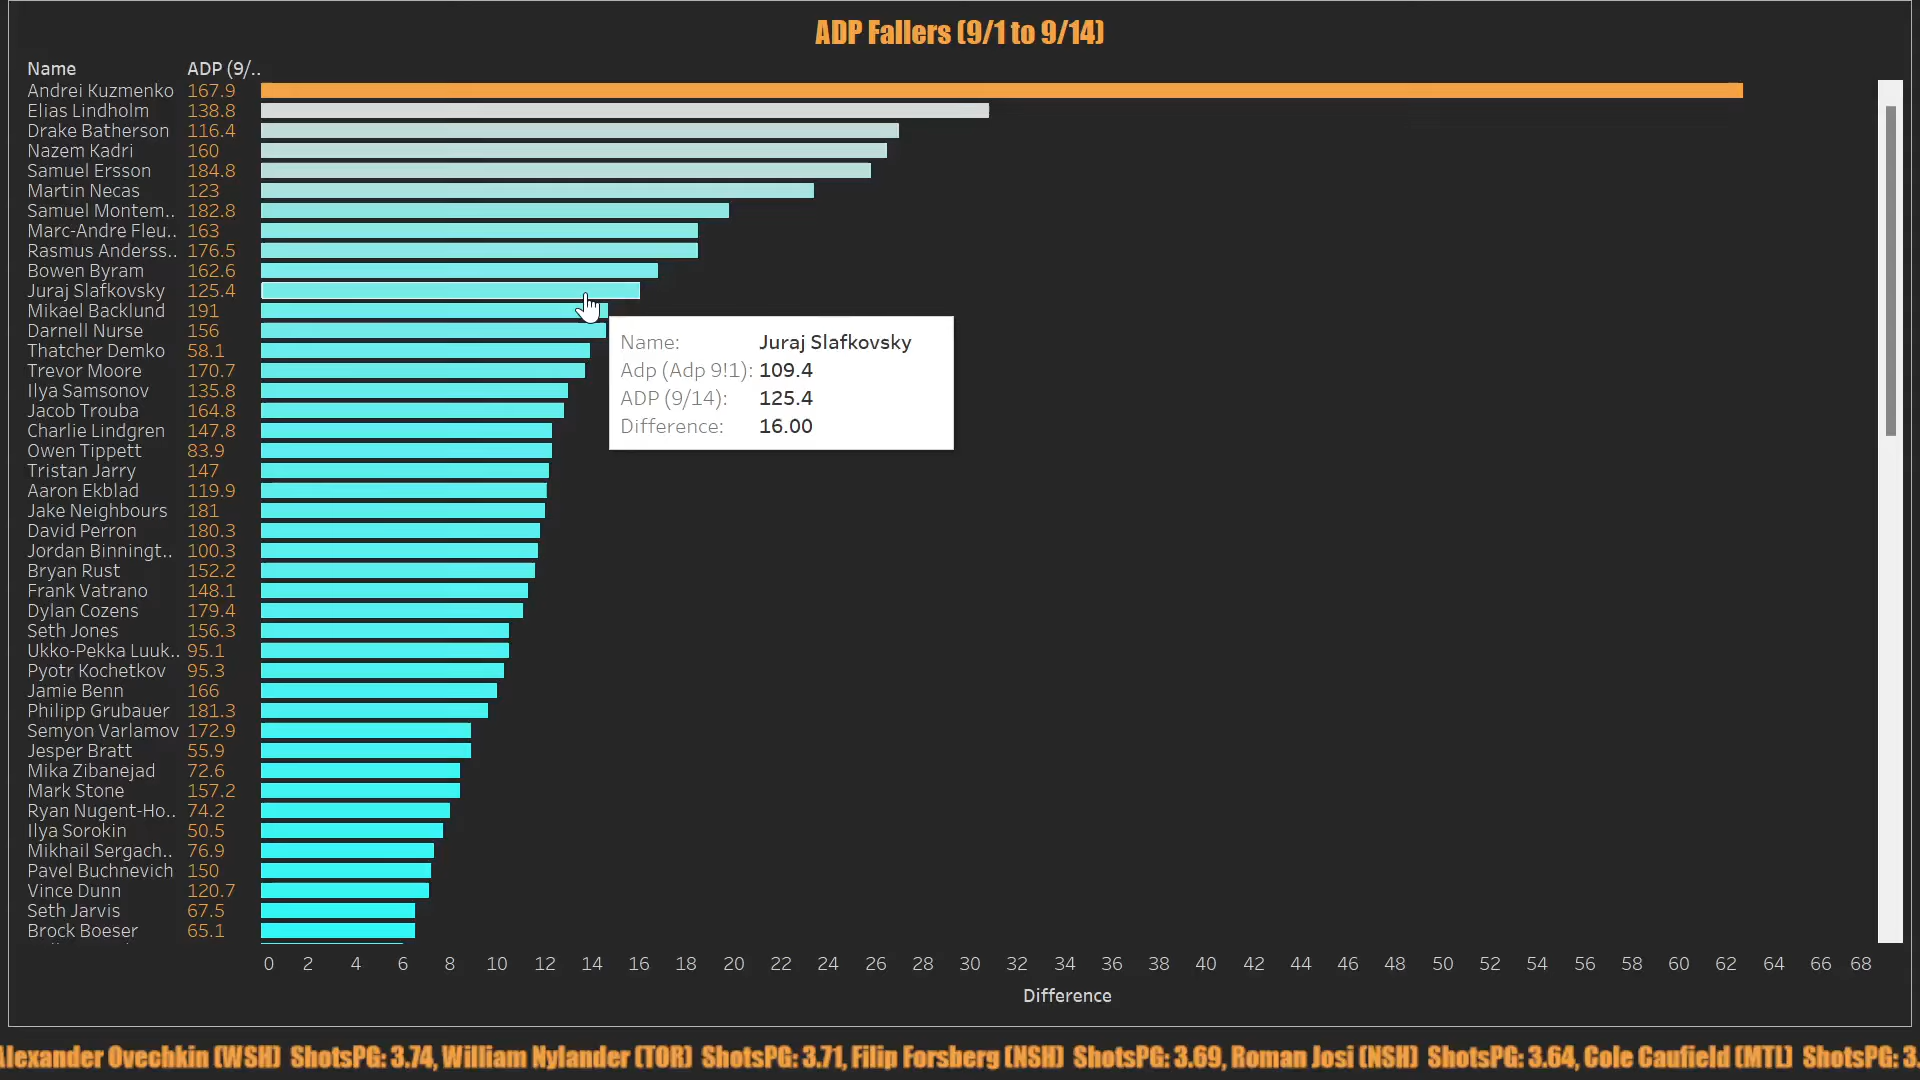 ADP Fallers (9/1 to 9/14)
Name ADP (9/..
Andrei Kuzmenko 167.9
Elias Lindholm 138.8
Drake Batherson 116.4
Nazem Kadri 160
Samuel Ersson 184.8
Martin Necas 123
Samuel Montem.. 182.8
Marc-Andre Fleu.. 163
Rasmus Anderss.. 176.5
Bowen Byram 162.6
Juraj Slafkovsky 125.4
Mikael Backlund 191
Darnell Nurse 156
Thatcher Demko 58.1
Trevor Moore 170.7
Ilya Samsonov 135.8
Jacob Trouba 164.8
Charlie Lindgren 147.8
Owen Tippett 83.9
Tristan Jarry 147
Aaron Ekblad 119.9
Jake Neighbours 181
David Perron 180.3
Jordan Binningt.. 100.3
Bryan Rust 152.2
Frank Vatrano 148.1
Dylan Cozens 179.4
Seth Jones 156.3
Ukko-Pekka Luuk.. 95.1
Pyotr Kochetkov 95.3
Jamie Benn 166
Philipp Grubauer 181.3
Semyon Varlamov 172.9
Jesper Bratt 55.9
Mika Zibanejad 72.6
Mark Stone 157.2
Ryan Nugent-Ho.. 74.2
Ilya Sorokin 50.5
Mikhail Sergach.. 76.9
Pavel Buchnevich 150
Vince Dunn 120.7
Seth Jarvis 67.5
Brock Boeser 65.1
Name: Juraj Slafkovsky
Adp (Adp 9!1): 109.4
ADP (9/14): 125.4
Difference: 16.00
0 2 4 6 8 10 12 14 16 18 20 22 24 26 28 30 32 34 36 38 40 42 44 46 48 50 52 54 56 58 60 62 64 66 68
Difference
Alexander Ovechkin (WSH) ShotsPG: 3.74, William Nylander (TOR) ShotsPG: 3.71, Filip Forsberg (NSH) ShotsPG: 3.69, Roman Josi (NSH) ShotsPG: 3.64, Cole Caufield (MTL) ShotsPG: 3.